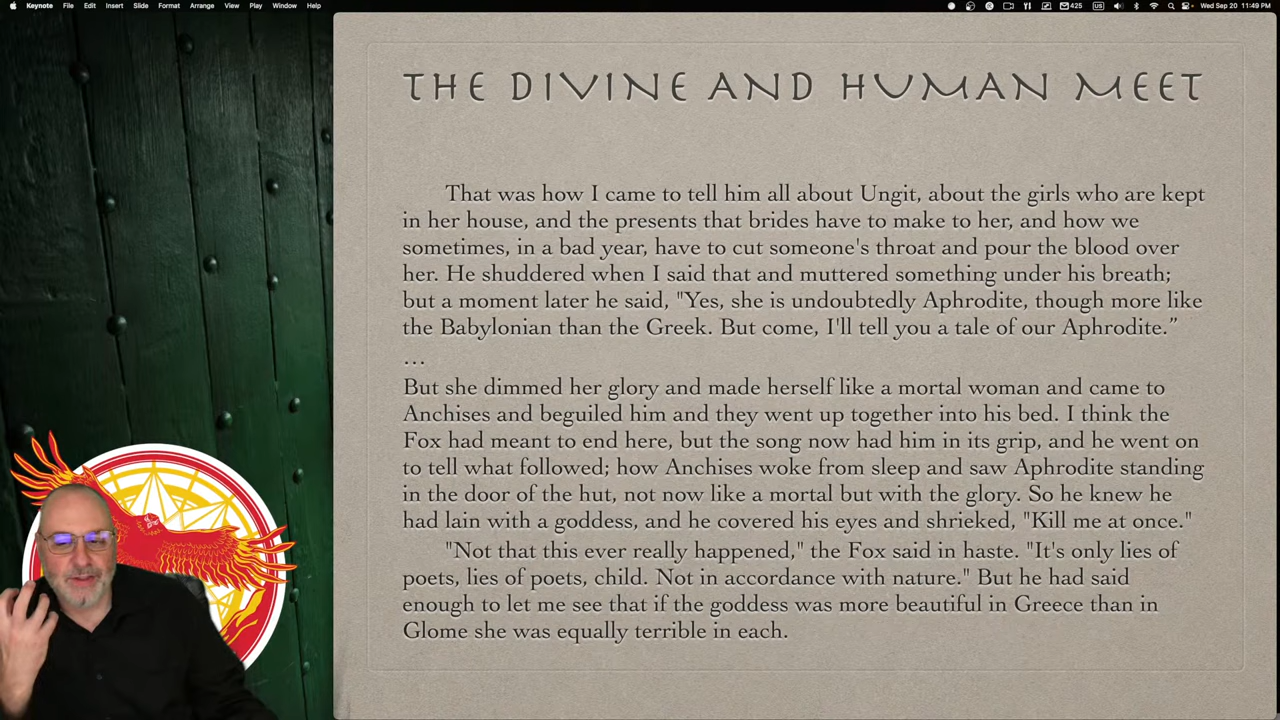 Keynote File Edit Insert Slide Format Arrange View Play Window Help 425 US Wed Sep 20 11:49 PM
THE DIVINE AND HUMAN MEET
That was how I came to tell him all about Ungit, about the girls who are kept
in her house, and the presents that brides have to make to her, and how we
sometimes, in a bad year, have to cut someone's throat and pour the blood over
her. He shuddered when I said that and muttered something under his breath;
but a moment later he said, "Yes, she is undoubtedly Aphrodite, though more like
the Babylonian than the Greek. But come, I'll tell you a tale of our Aphrodite.”
…
But she dimmed her glory and made herself like a mortal woman and came to
Anchises and beguiled him and they went up together into his bed. I think the
Fox had meant to end here, but the song now had him in its grip, and he went on
to tell what followed; how Anchises woke from sleep and saw Aphrodite standing
in the door of the hut, not now like a mortal but with the glory. So he knew he
had lain with a goddess, and he covered his eyes and shrieked, "Kill me at once."
"Not that this ever really happened," the Fox said in haste. "It's only lies of
poets, lies of poets, child. Not in accordance with nature." But he had said
enough to let me see that if the goddess was more beautiful in Greece than in
Glome she was equally terrible in each.